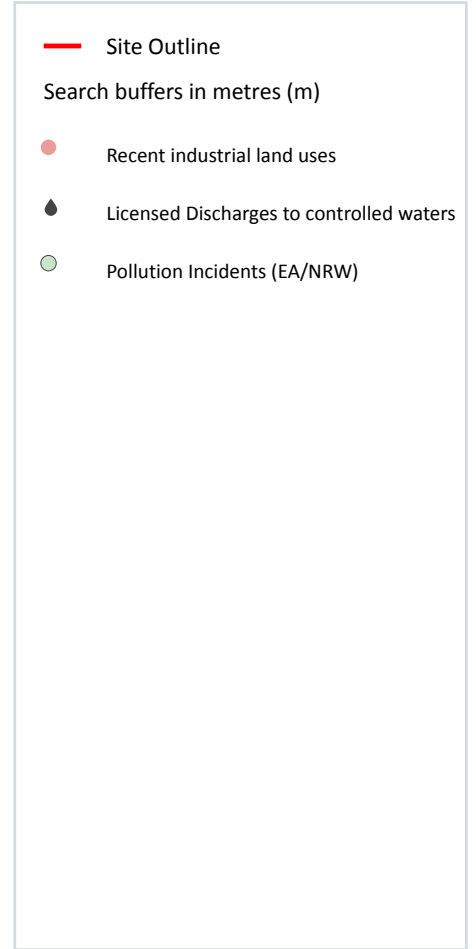 Site Outline
Search buffers in metres (m)
Recent industrial land uses
Licensed Discharges to controlled waters
Pollution Incidents (EA/NRW)